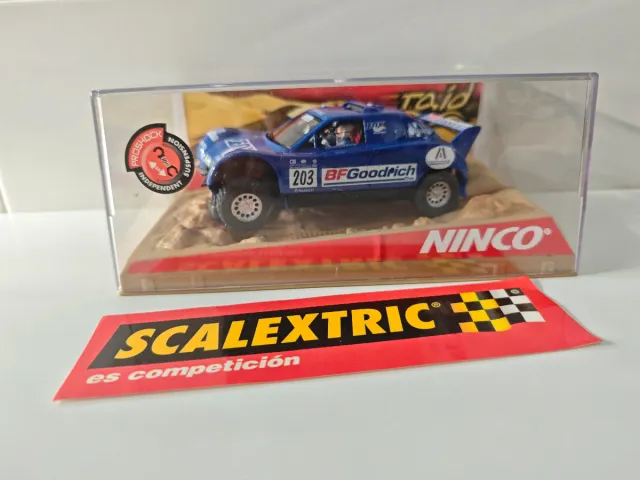 raid
PROSHOCK
INDEPENDENT
SUSPENSION
203
BFGoodrich
NINCO®
SCALEXTRIC®
es competición